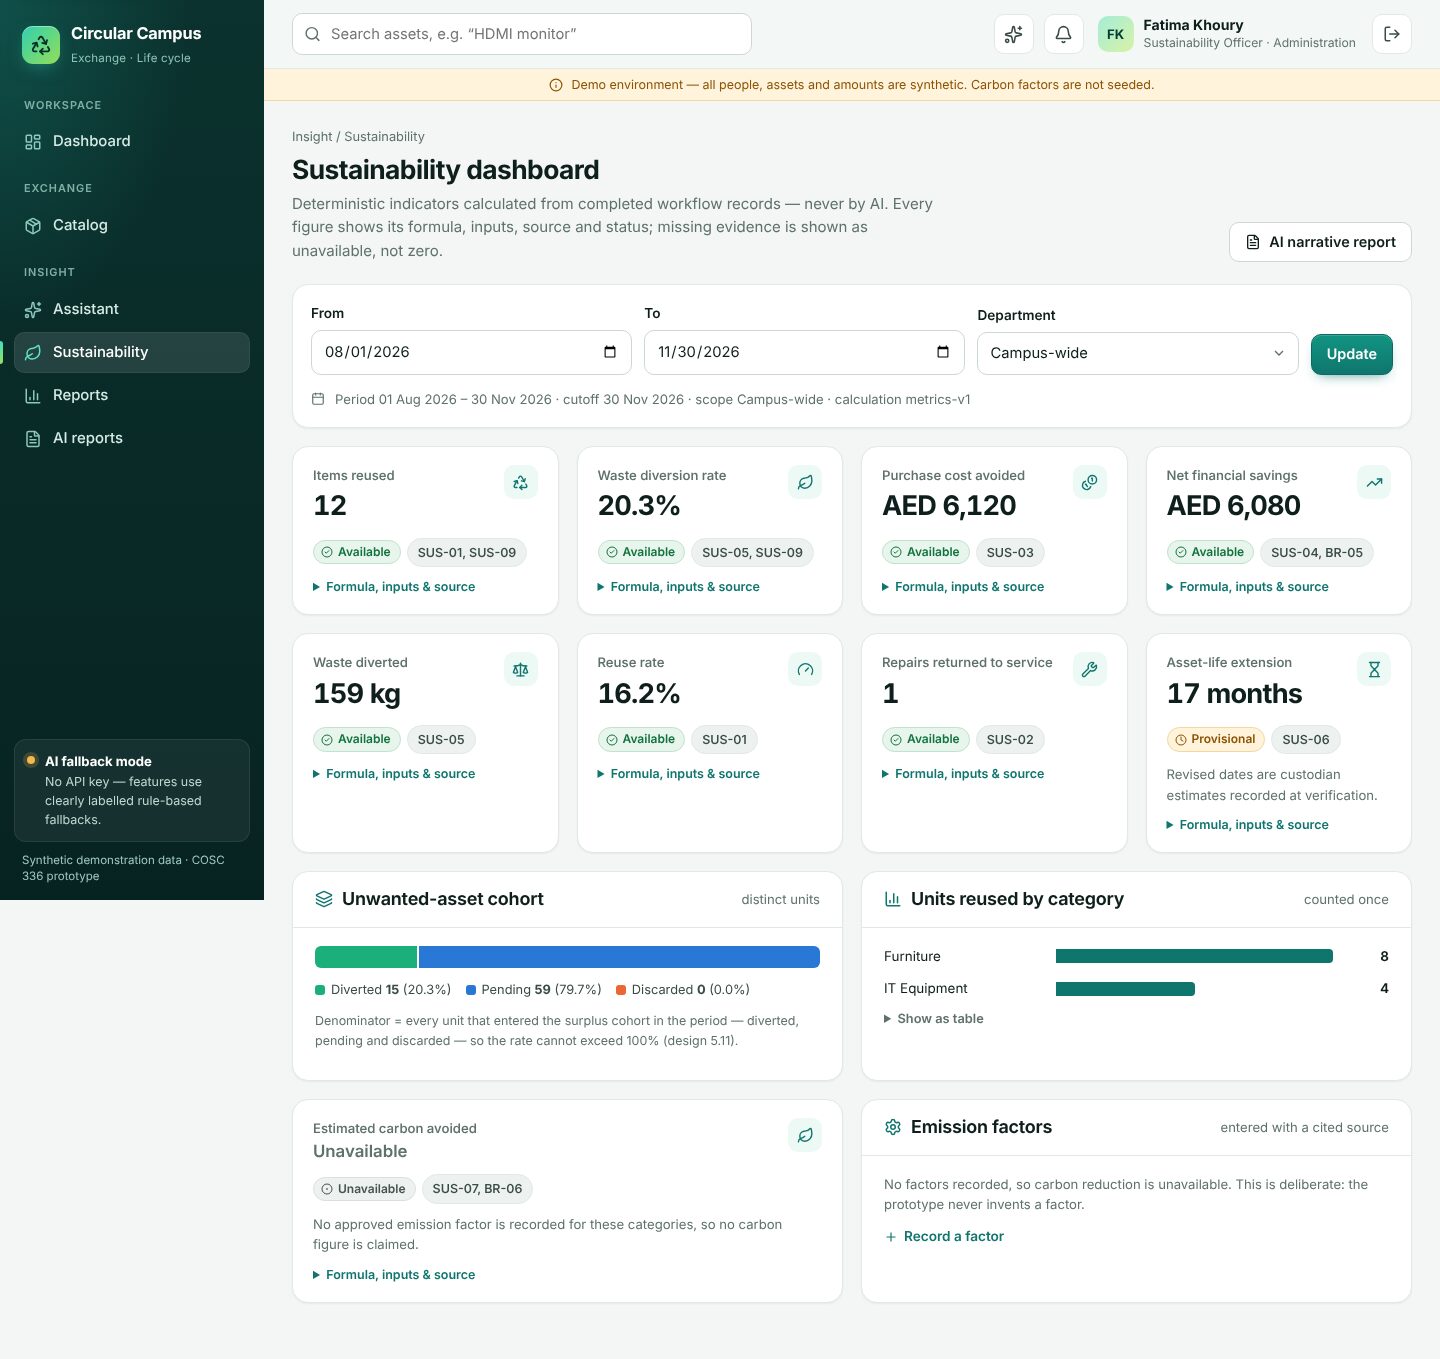 Circular Campus
Exchange · Life cycle
WORKSPACE
Dashboard
EXCHANGE
Catalog
INSIGHT
Assistant
Sustainability
Reports
AI reports
AI fallback mode
No API key — features use
clearly labelled rule-based
fallbacks.
Synthetic demonstration data · COSC
336 prototype
Search assets, e.g. “HDMI monitor”
FK
Fatima Khoury
Sustainability Officer · Administration
Demo environment — all people, assets and amounts are synthetic. Carbon factors are not seeded.
Insight / Sustainability
Sustainability dashboard
Deterministic indicators calculated from completed workflow records — never by AI. Every
figure shows its formula, inputs, source and status; missing evidence is shown as
unavailable, not zero.
AI narrative report
From
08/01/2026
To
11/30/2026
Department
Campus-wide
Update
Period 01 Aug 2026 – 30 Nov 2026 · cutoff 30 Nov 2026 · scope Campus-wide · calculation metrics-v1
Items reused
12
Available SUS-01, SUS-09
Formula, inputs & source
Waste diversion rate
20.3%
Available SUS-05, SUS-09
Formula, inputs & source
Purchase cost avoided
AED 6,120
Available SUS-03
Formula, inputs & source
Net financial savings
AED 6,080
Available SUS-04, BR-05
Formula, inputs & source
Waste diverted
159 kg
Available SUS-05
Formula, inputs & source
Reuse rate
16.2%
Available SUS-01
Formula, inputs & source
Repairs returned to service
1
Available SUS-02
Formula, inputs & source
Asset-life extension
17 months
Provisional SUS-06
Revised dates are custodian
estimates recorded at verification.
Formula, inputs & source
Unwanted-asset cohort distinct units
Diverted 15 (20.3%) Pending 59 (79.7%) Discarded 0 (0.0%)
Denominator = every unit that entered the surplus cohort in the period — diverted,
pending and discarded — so the rate cannot exceed 100% (design 5.11).
Units reused by category counted once
Furniture 8
IT Equipment 4
Show as table
Estimated carbon avoided
Unavailable
Unavailable SUS-07, BR-06
No approved emission factor is recorded for these categories, so no carbon
figure is claimed.
Formula, inputs & source
Emission factors entered with a cited source
No factors recorded, so carbon reduction is unavailable. This is deliberate: the
prototype never invents a factor.
+ Record a factor